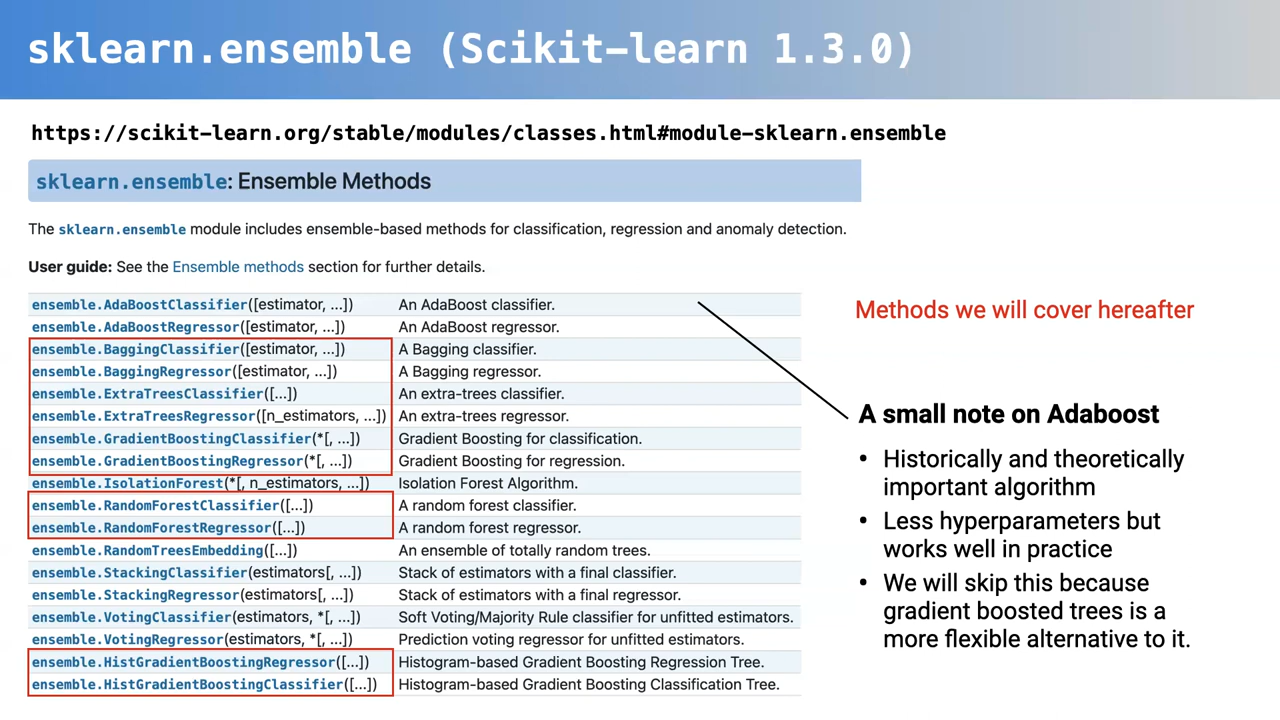 sklearn.ensemble (Scikit-learn 1.3.0)
https://scikit-learn.org/stable/modules/classes.html#module-sklearn.ensemble
sklearn.ensemble: Ensemble Methods
The sklearn.ensemble module includes ensemble-based methods for classification, regression and anomaly detection.
User guide: See the Ensemble methods section for further details.
ensemble.AdaBoostClassifier([estimator, ...]) An AdaBoost classifier.
ensemble.AdaBoostRegressor([estimator, ...]) An AdaBoost regressor.
ensemble.BaggingClassifier([estimator, ...]) A Bagging classifier.
ensemble.BaggingRegressor([estimator, ...]) A Bagging regressor.
ensemble.ExtraTreesClassifier([...]) An extra-trees classifier.
ensemble.ExtraTreesRegressor([n_estimators, ...]) An extra-trees regressor.
ensemble.GradientBoostingClassifier(*[, ...]) Gradient Boosting for classification.
ensemble.GradientBoostingRegressor(*[, ...]) Gradient Boosting for regression.
ensemble.IsolationForest(*[, n_estimators, ...]) Isolation Forest Algorithm.
ensemble.RandomForestClassifier([...]) A random forest classifier.
ensemble.RandomForestRegressor([...]) A random forest regressor.
ensemble.RandomTreesEmbedding([...]) An ensemble of totally random trees.
ensemble.StackingClassifier(estimators[, ...]) Stack of estimators with a final classifier.
ensemble.StackingRegressor(estimators[, ...]) Stack of estimators with a final regressor.
ensemble.VotingClassifier(estimators, *[, ...]) Soft Voting/Majority Rule classifier for unfitted estimators.
ensemble.VotingRegressor(estimators, *[, ...]) Prediction voting regressor for unfitted estimators.
ensemble.HistGradientBoostingRegressor([...]) Histogram-based Gradient Boosting Regression Tree.
ensemble.HistGradientBoostingClassifier([...]) Histogram-based Gradient Boosting Classification Tree.
Methods we will cover hereafter
A small note on Adaboost
• Historically and theoretically
important algorithm
• Less hyperparameters but
works well in practice
• We will skip this because
gradient boosted trees is a
more flexible alternative to it.